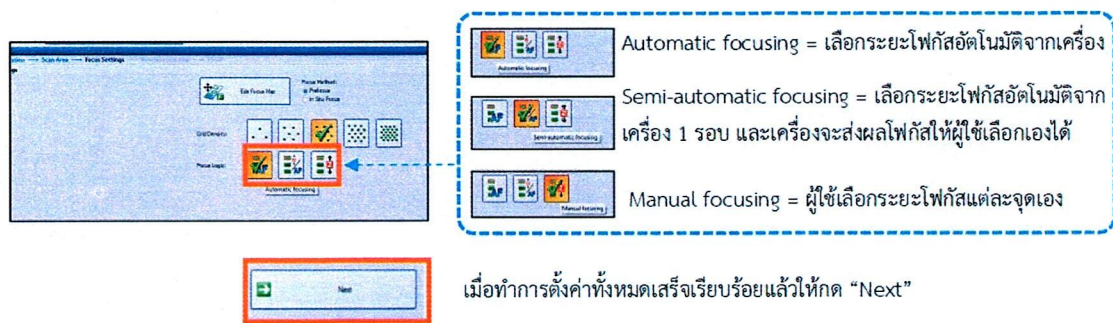 Scan Area → Focus Settings
Edit Focus Map
Focus Method:
Prefocus
In Situ Focus
Grid Density:
Focus Logic:
Automatic focusing
Automatic focusing
Automatic focusing = เลือกระยะโฟกัสอัตโนมัติจากเครื่อง
Semi-automatic focusing
Semi-automatic focusing = เลือกระยะโฟกัสอัตโนมัติจาก
เครื่อง 1 รอบ และเครื่องจะส่งผลโฟกัสให้ผู้ใช้เลือกเองได้
Manual focusing
Manual focusing = ผู้ใช้เลือกระยะโฟกัสแต่ละจุดเอง
Next
เมื่อทำการตั้งค่าทั้งหมดเสร็จเรียบร้อยแล้วให้กด “Next”